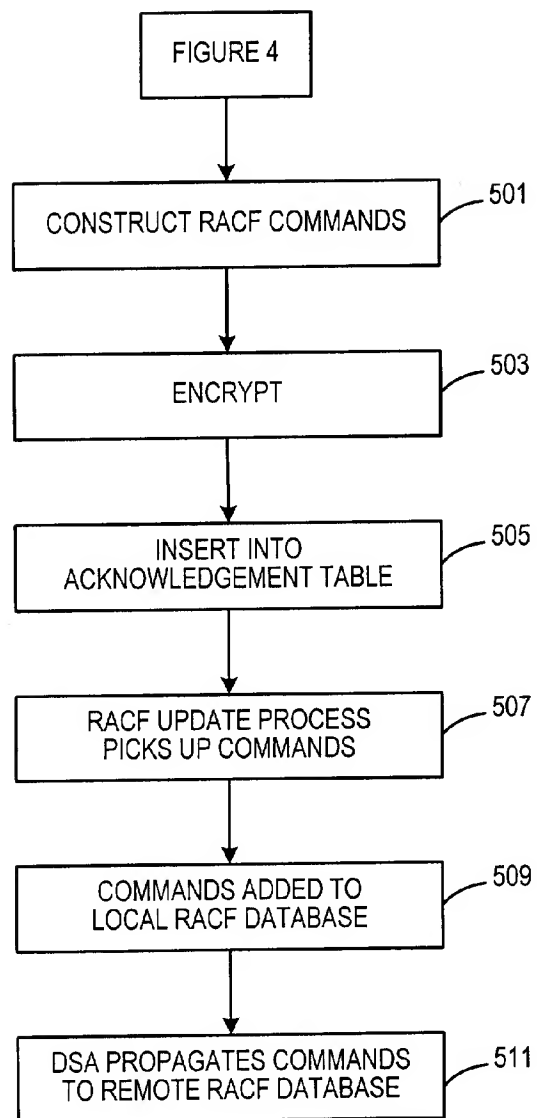 FIGURE 4
501
CONSTRUCT RACF COMMANDS
503
ENCRYPT
505
INSERT INTO
ACKNOWLEDGEMENT TABLE
507
RACF UPDATE PROCESS
PICKS UP COMMANDS
509
COMMANDS ADDED TO
LOCAL RACF DATABASE
511
DSA PROPAGATES COMMANDS
TO REMOTE RACF DATABASE